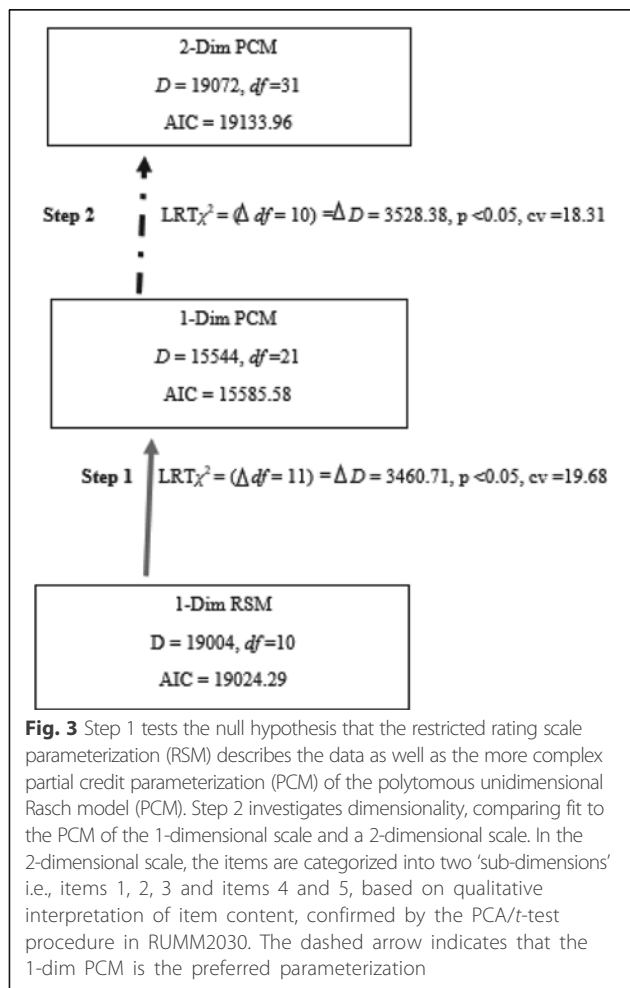 2-Dim PCM
D = 19072, df=31
AIC = 19133.96
Step 2 LRTχ² = (Δ df = 10) =Δ D = 3528.38, p <0.05, cv =18.31
1-Dim PCM
D = 15544, df=21
AIC = 15585.58
Step 1 LRTχ² = (Δ df = 11) = Δ D = 3460.71, p <0.05, cv =19.68
1-Dim RSM
D = 19004, df=10
AIC = 19024.29
Fig. 3 Step 1 tests the null hypothesis that the restricted rating scale
parameterization (RSM) describes the data as well as the more complex
partial credit parameterization (PCM) of the polytomous unidimensional
Rasch model (PCM). Step 2 investigates dimensionality, comparing fit to
the PCM of the 1-dimensional scale and a 2-dimensional scale. In the
2-dimensional scale, the items are categorized into two ‘sub-dimensions’
i.e., items 1, 2, 3 and items 4 and 5, based on qualitative
interpretation of item content, confirmed by the PCA/t-test
procedure in RUMM2030. The dashed arrow indicates that the
1-dim PCM is the preferred parameterization